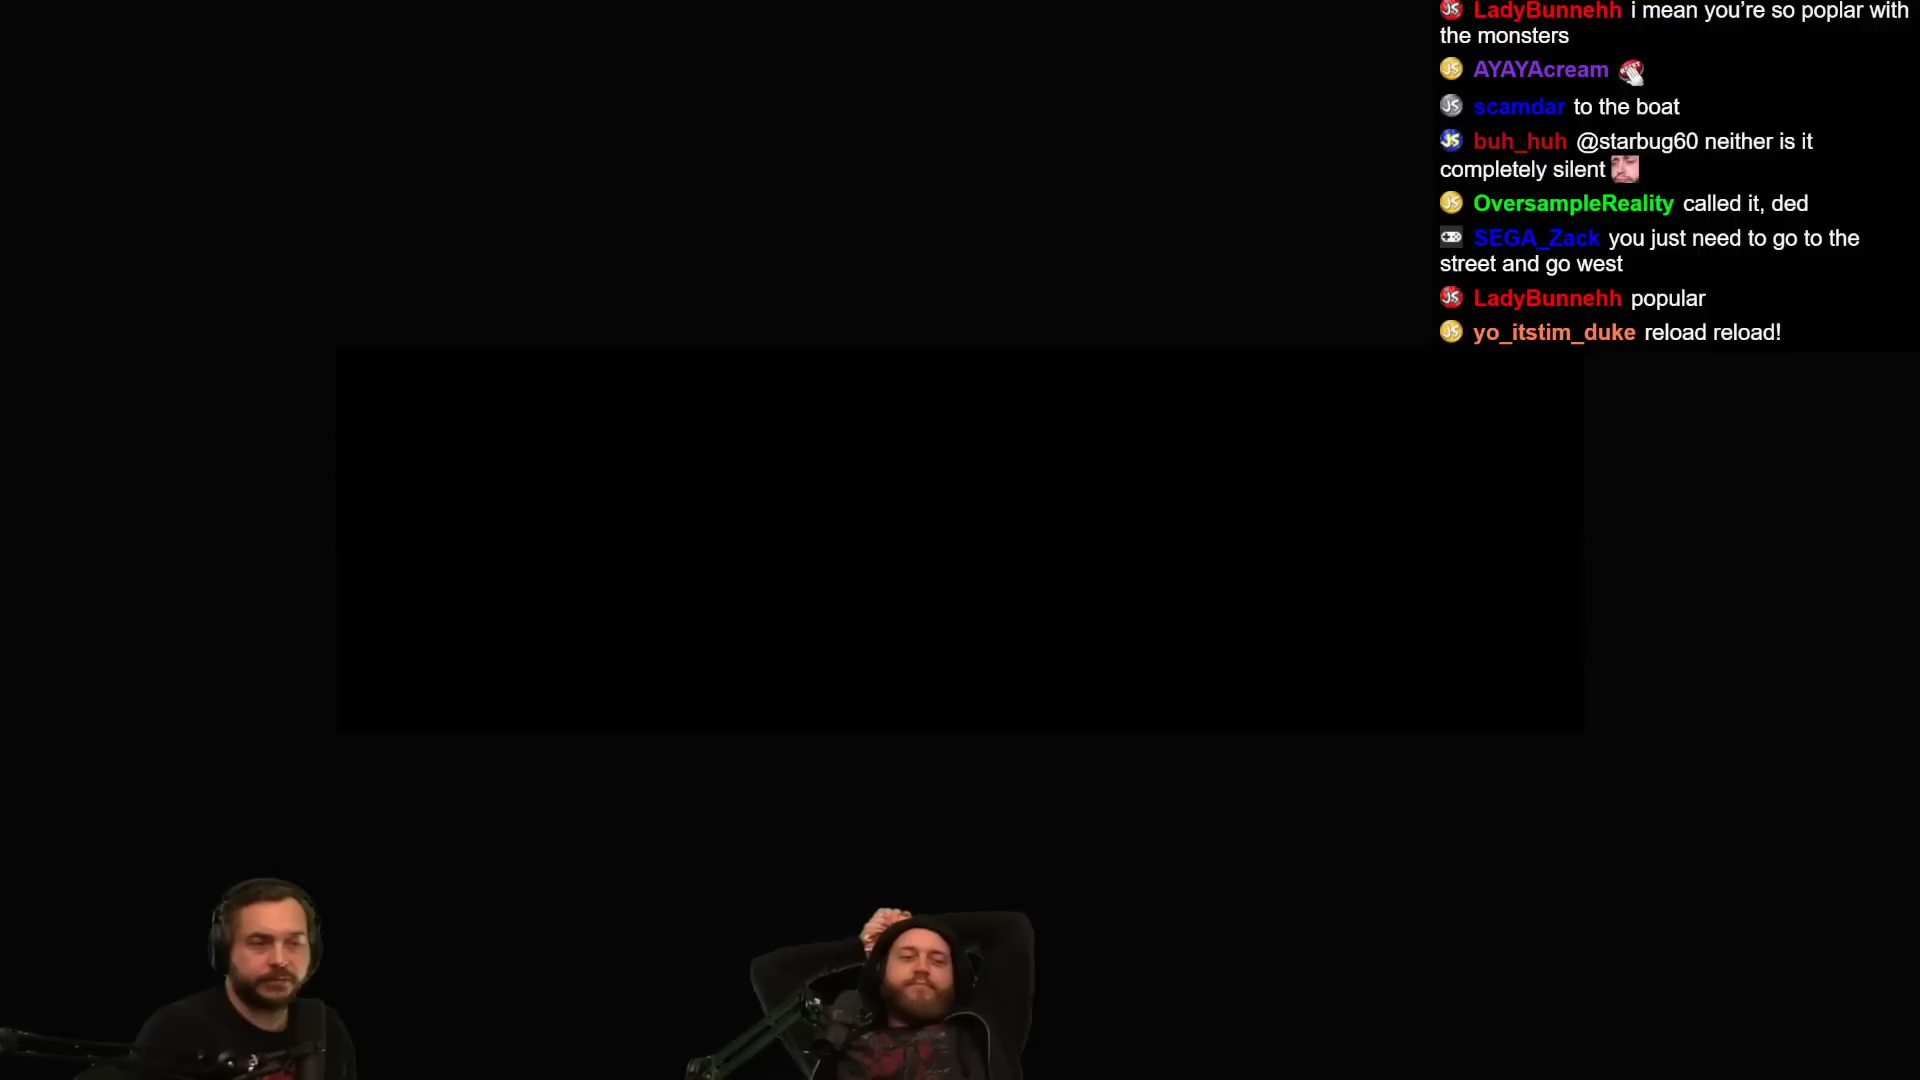 LadyBunnehh i mean you’re so poplar with
the monsters
AYAYAcream
scamdar to the boat
buh_huh @starbug60 neither is it
completely silent
OversampleReality called it, ded
SEGA_Zack you just need to go to the
street and go west
LadyBunnehh popular
yo_itstim_duke reload reload!